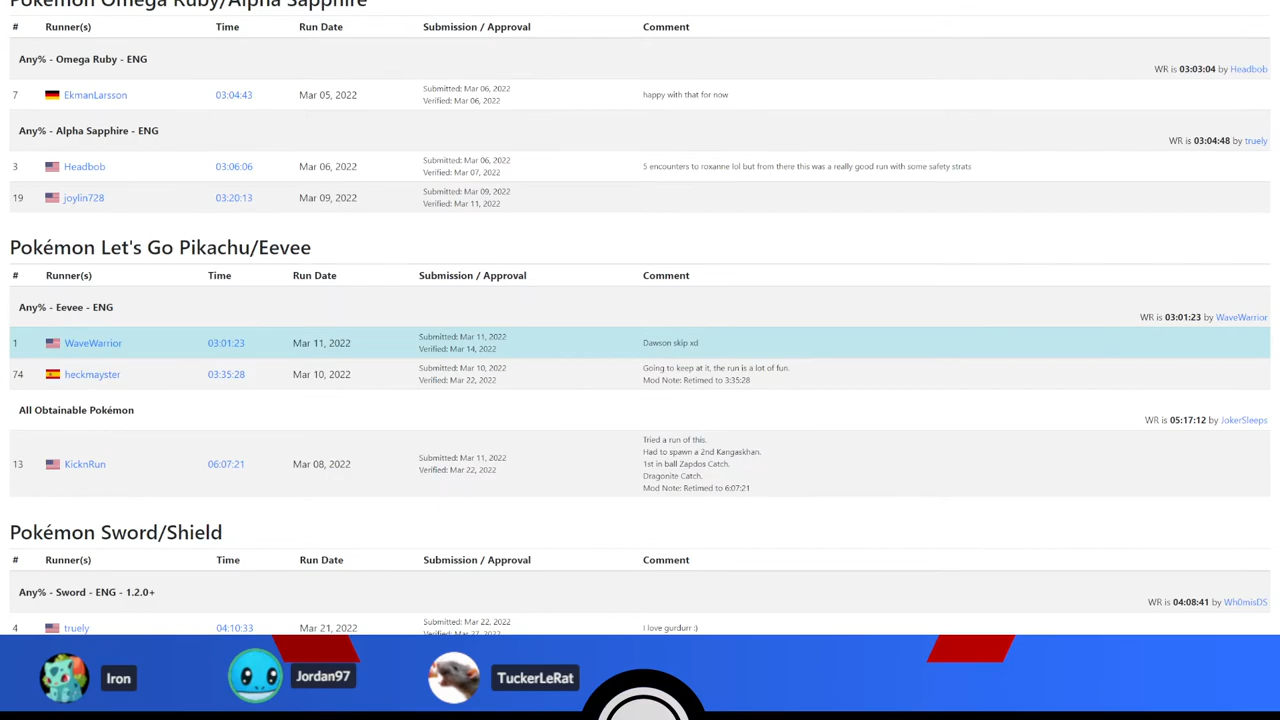 Pokémon Omega Ruby/Alpha Sapphire
# Runner(s) Time Run Date Submission / Approval Comment
Any% - Omega Ruby - ENG
WR is 03:03:04 by Headbob
7 EkmanLarsson 03:04:43 Mar 05, 2022 Submitted: Mar 06, 2022 happy with that for now
Verified: Mar 06, 2022
Any% - Alpha Sapphire - ENG
WR is 03:04:48 by truely
3 Headbob 03:06:06 Mar 06, 2022 Submitted: Mar 06, 2022 5 encounters to roxanne lol but from there this was a really good run with some safety strats
Verified: Mar 07, 2022
19 joylin728 03:20:13 Mar 09, 2022 Submitted: Mar 09, 2022
Verified: Mar 11, 2022
Pokémon Let's Go Pikachu/Eevee
# Runner(s) Time Run Date Submission / Approval Comment
Any% - Eevee - ENG
WR is 03:01:23 by WaveWarrior
1 WaveWarrior 03:01:23 Mar 11, 2022 Submitted: Mar 11, 2022 Dawson skip xd
Verified: Mar 14, 2022
74 heckmayster 03:35:28 Mar 10, 2022 Submitted: Mar 10, 2022 Going to keep at it, the run is a lot of fun.
Verified: Mar 22, 2022 Mod Note: Retimed to 3:35:28
All Obtainable Pokémon
WR is 05:17:12 by JokerSleeps
Tried a run of this.
Had to spawn a 2nd Kangaskhan.
13 KicknRun 06:07:21 Mar 08, 2022 Submitted: Mar 11, 2022 1st in ball Zapdos Catch.
Verified: Mar 22, 2022 Dragonite Catch.
Mod Note: Retimed to 6:07:21
Pokémon Sword/Shield
# Runner(s) Time Run Date Submission / Approval Comment
Any% - Sword - ENG - 1.2.0+
WR is 04:08:41 by Wh0misDS
4 truely 04:10:33 Mar 21, 2022 Submitted: Mar 22, 2022 I love gurdurr :)
Verified: Mar 27, 2022
Iron Jordan97 TuckerLeRat